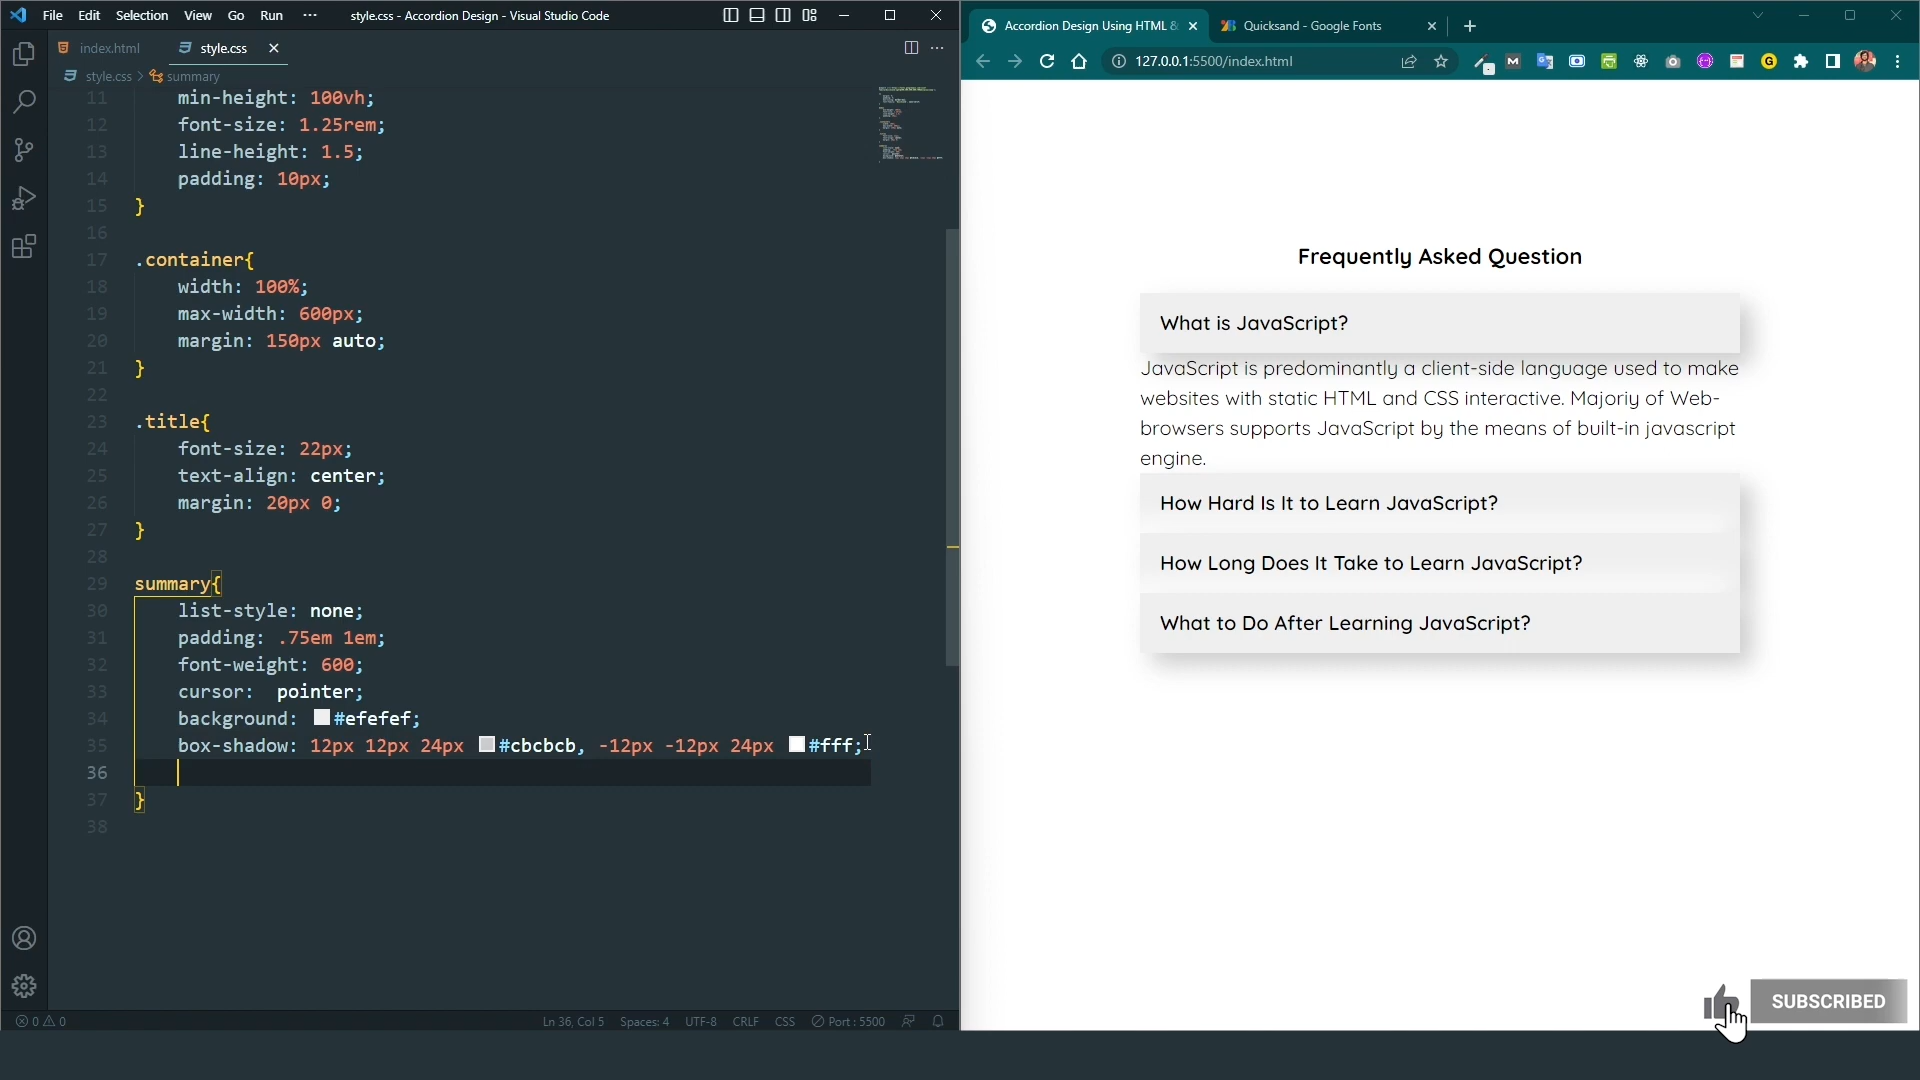 File Edit Selection View Go Run ··· style.css - Accordion Design - Visual Studio Code
index.html style.css
style.css > summary
11 min-height: 100vh;
12 font-size: 1.25rem;
13 line-height: 1.5;
14 padding: 10px;
15 }
16
17 .container{
18 width: 100%;
19 max-width: 600px;
20 margin: 150px auto;
21 }
22
23 .title{
24 font-size: 22px;
25 text-align: center;
26 margin: 20px 0;
27 }
28
29 summary{
30 list-style: none;
31 padding: .75em 1em;
32 font-weight: 600;
33 cursor:  pointer;
34 background: #efefef;
35 box-shadow: 12px 12px 24px #cbcbcb, -12px -12px 24px #fff;
36
37 }
38
0 0 Ln 36, Col 5 Spaces: 4 UTF-8 CRLF CSS Port : 5500
Accordion Design Using HTML & Quicksand - Google Fonts
127.0.0.1:5500/index.html
Frequently Asked Question
What is JavaScript?
JavaScript is predominantly a client-side language used to make
websites with static HTML and CSS interactive. Majoriy of Web-
browsers supports JavaScript by the means of built-in javascript
engine.
How Hard Is It to Learn JavaScript?
How Long Does It Take to Learn JavaScript?
What to Do After Learning JavaScript?
SUBSCRIBED